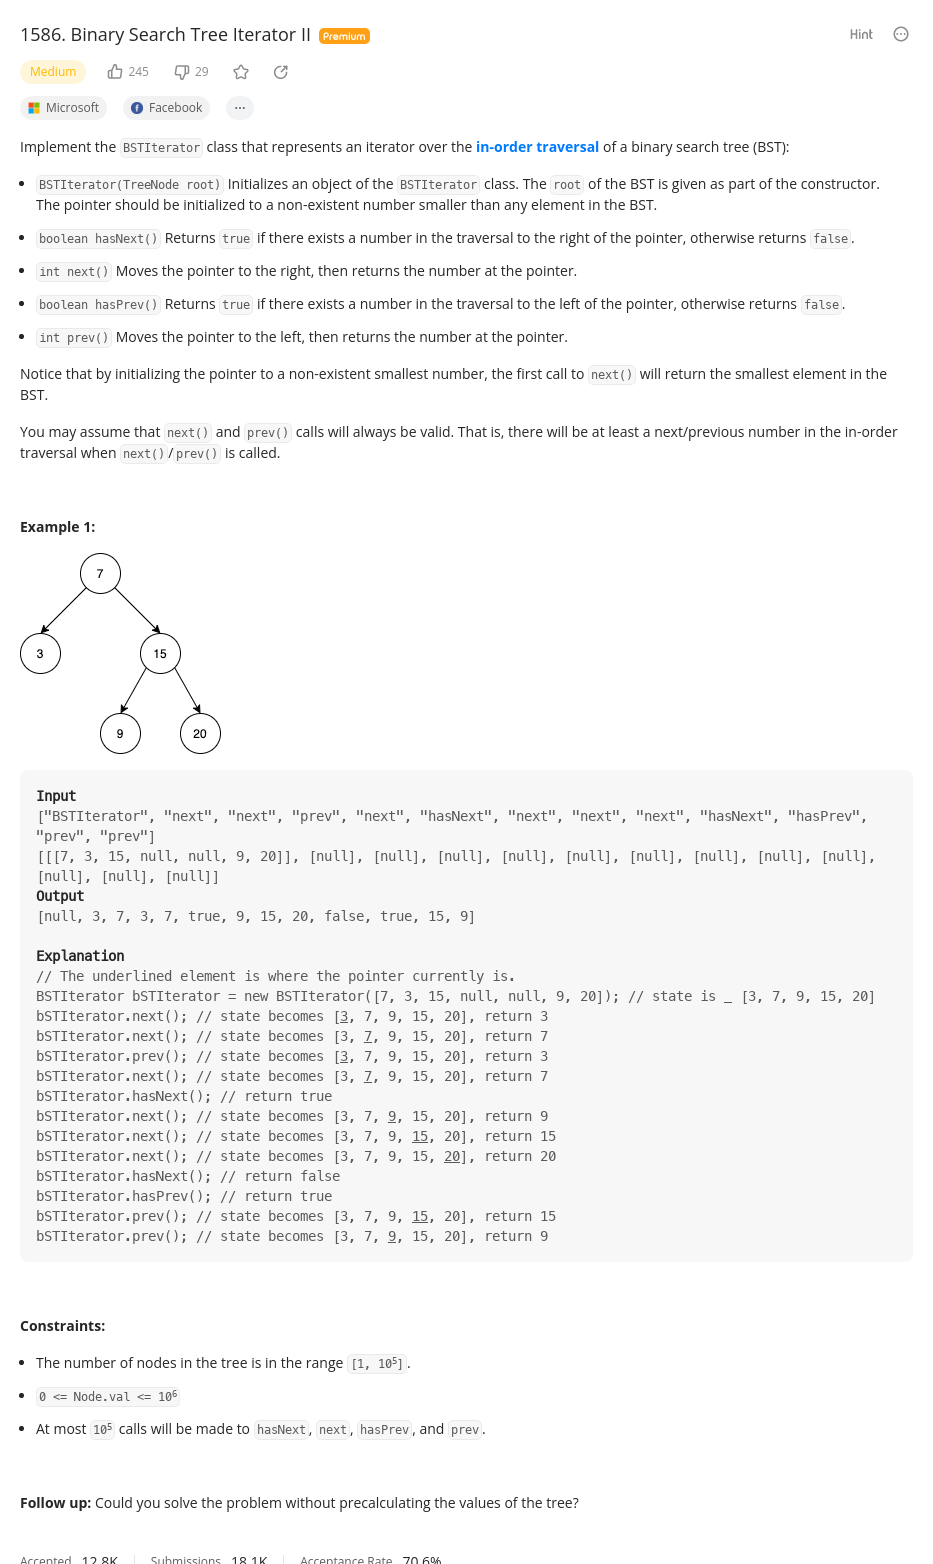 1586. Binary Search Tree Iterator II Premium Hint
Medium 245 29
Microsoft Facebook ...
Implement the BSTIterator class that represents an iterator over the in-order traversal of a binary search tree (BST):
• BSTIterator(TreeNode root) Initializes an object of the BSTIterator class. The root of the BST is given as part of the constructor.
The pointer should be initialized to a non-existent number smaller than any element in the BST.
• boolean hasNext() Returns true if there exists a number in the traversal to the right of the pointer, otherwise returns false.
• int next() Moves the pointer to the right, then returns the number at the pointer.
• boolean hasPrev() Returns true if there exists a number in the traversal to the left of the pointer, otherwise returns false.
• int prev() Moves the pointer to the left, then returns the number at the pointer.
Notice that by initializing the pointer to a non-existent smallest number, the first call to next() will return the smallest element in the
BST.
You may assume that next() and prev() calls will always be valid. That is, there will be at least a next/previous number in the in-order
traversal when next()/prev() is called.
Example 1:
7
3 15
9 20
Input
["BSTIterator", "next", "next", "prev", "next", "hasNext", "next", "next", "next", "hasNext", "hasPrev",
"prev", "prev"]
[[[7, 3, 15, null, null, 9, 20]], [null], [null], [null], [null], [null], [null], [null], [null], [null],
[null], [null], [null]]
Output
[null, 3, 7, 3, 7, true, 9, 15, 20, false, true, 15, 9]
Explanation
// The underlined element is where the pointer currently is.
BSTIterator bSTIterator = new BSTIterator([7, 3, 15, null, null, 9, 20]); // state is _ [3, 7, 9, 15, 20]
bSTIterator.next(); // state becomes [3, 7, 9, 15, 20], return 3
bSTIterator.next(); // state becomes [3, 7, 9, 15, 20], return 7
bSTIterator.prev(); // state becomes [3, 7, 9, 15, 20], return 3
bSTIterator.next(); // state becomes [3, 7, 9, 15, 20], return 7
bSTIterator.hasNext(); // return true
bSTIterator.next(); // state becomes [3, 7, 9, 15, 20], return 9
bSTIterator.next(); // state becomes [3, 7, 9, 15, 20], return 15
bSTIterator.next(); // state becomes [3, 7, 9, 15, 20], return 20
bSTIterator.hasNext(); // return false
bSTIterator.hasPrev(); // return true
bSTIterator.prev(); // state becomes [3, 7, 9, 15, 20], return 15
bSTIterator.prev(); // state becomes [3, 7, 9, 15, 20], return 9
Constraints:
• The number of nodes in the tree is in the range [1, 10⁵].
• 0 <= Node.val <= 10⁶
• At most 10⁵ calls will be made to hasNext, next, hasPrev, and prev.
Follow up: Could you solve the problem without precalculating the values of the tree?
Accepted 12.8K Submissions 18.1K Acceptance Rate 70.6%